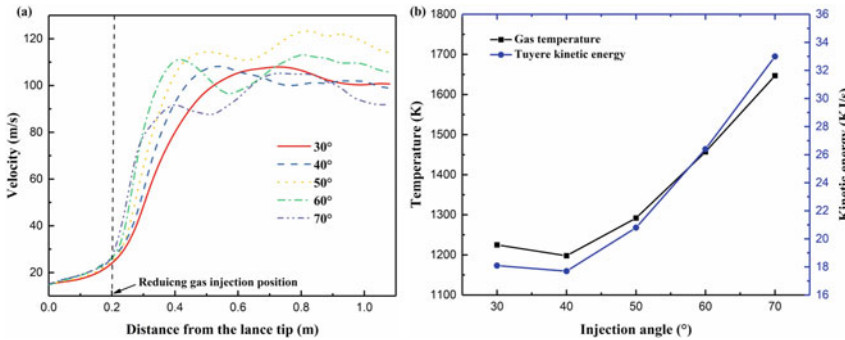 (a)
120
100
80
60
40
20
Velocity (m/s)
30°
40°
50°
60°
70°
Reduicng gas injection position
0.0 0.2 0.4 0.6 0.8 1.0
Distance from the lance tip (m)
(b)
Gas temperature
Tuyere kinetic energy
1800
1700
1600
1500
1400
1300
1200
1100
Temperature (K)
36
34
32
30
28
26
24
22
20
18
16
Kinetic energy (KJ/s)
30 40 50 60 70
Injection angle (°)